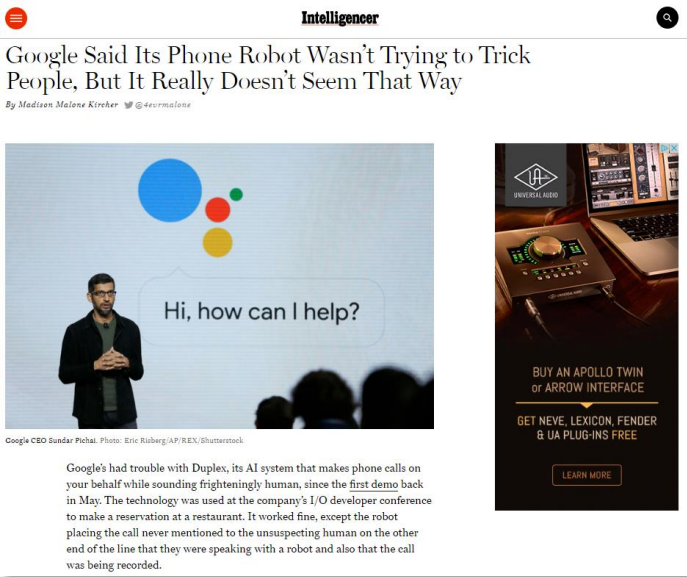 Intelligencer
Google Said Its Phone Robot Wasn't Trying to Trick
People, But It Really Doesn't Seem That Way
By Madison Malone Kircher @4evrmalone
Hi, how can I help?
Google CEO Sundar Pichai. Photo: Eric Risberg/AP/REX/Shutterstock
Google's had trouble with Duplex, its AI system that makes phone calls on
your behalf while sounding frighteningly human, since the first demo back
in May. The technology was used at the company's I/O developer conference
to make a reservation at a restaurant. It worked fine, except the robot
placing the call never mentioned to the unsuspecting human on the other
end of the line that they were speaking with a robot and also that the call
was being recorded.
UA
UNIVERSAL AUDIO
BUY AN APOLLO TWIN
or ARROW INTERFACE
GET NEVE, LEXICON, FENDER
& UA PLUG-INS FREE
LEARN MORE